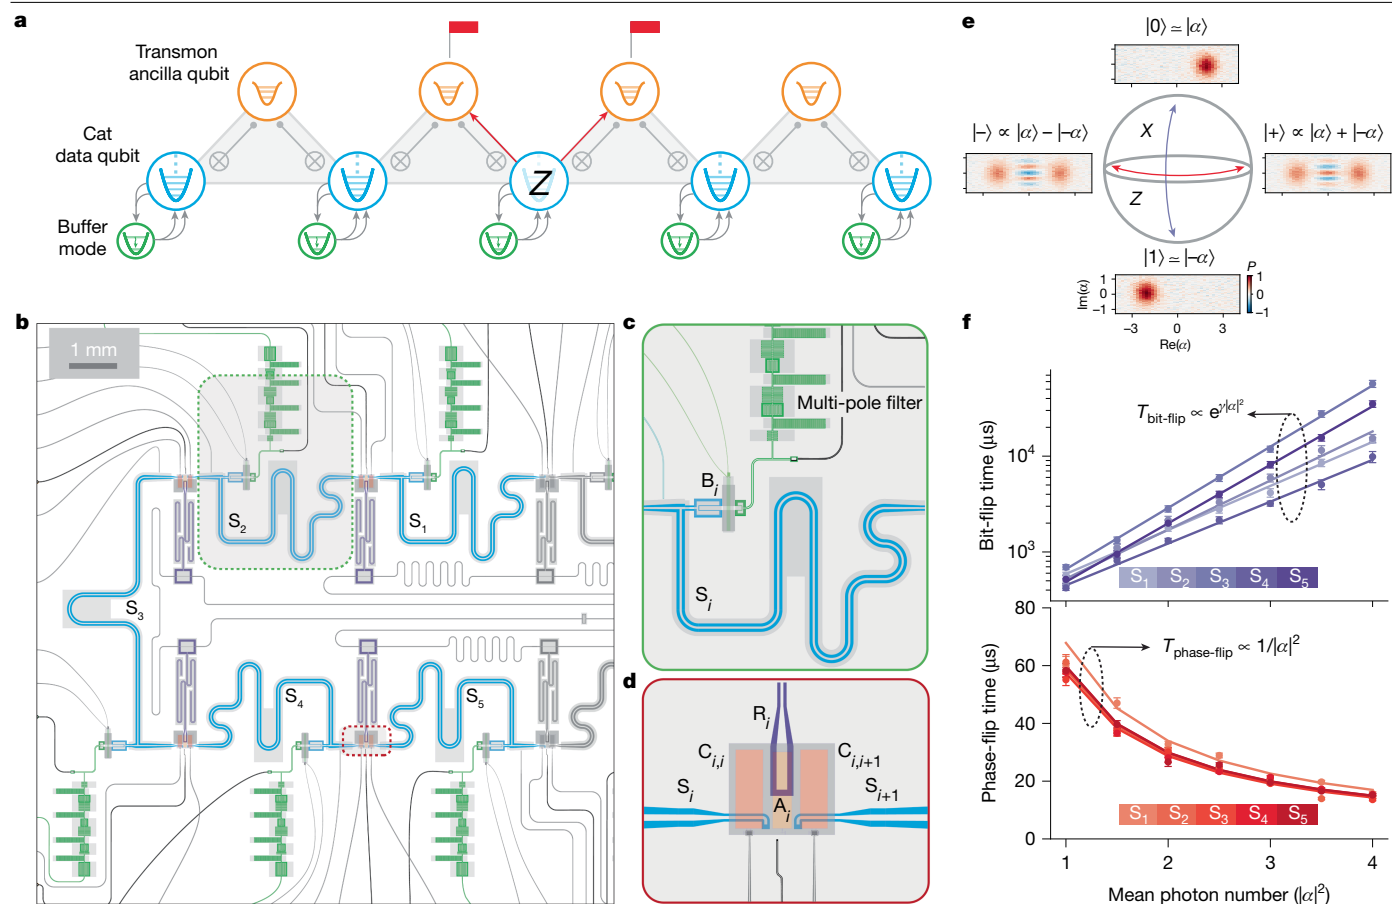 a
Transmon
ancilla qubit
Cat
data qubit
Z
Buffer
mode
b
1 mm
S2
S1
S3
S4
S5
c
Multi-pole filter
Bi
Si
d
Ri
Ci,i
Ci,i+1
Si
Si+1
Ai
e
|0⟩ ≃ |α⟩
|−⟩ ∝ |α⟩ − |−α⟩
|+⟩ ∝ |α⟩ + |−α⟩
X
Z
|1⟩ ≃ |−α⟩
P
1
0
−1
Im(α)
1
0
−1
−3 0 3
Re(α)
f
Bit-flip time (μs)
10⁴
10³
Tbit-flip ∝ e^γ|α|²
S1 S2 S3 S4 S5
Phase-flip time (μs)
80
60
40
20
0
Tphase-flip ∝ 1/|α|²
S1 S2 S3 S4 S5
1 2 3 4
Mean photon number (|α|²)